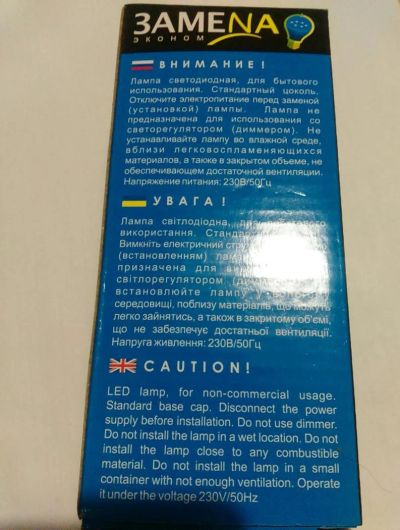 ЗАМЕNА
ЭКОНОМ
ВНИМАНИЕ!
Лампа светодиодная, для бытового
использования. Стандартный цоколь.
Отключите электропитание перед заменой
(установкой) лампы. Лампа не
предназначена для использования со
светорегулятором (диммером). Не
устанавливайте лампу во влажной среде,
вблизи легковоспламеняющихся
материалов, а также в закрытом объеме, не
обеспечивающем достаточной вентиляции.
Напряжение питания: 230В/50Гц
УВАГА!
Лампа світлодіодна, для побутового
використання.
Вимкніть електричний
(встановленням)
призначена для
світлорегулятором
встановлюйте лампу у
середовищі, поблизу матеріалів, що можуть
легко зайнятись, а також в закритому об'ємі,
що не забезпечує достатньої вентиляції.
Напруга живлення: 230В/50Гц
CAUTION!
LED lamp, for non-commercial usage.
Standard base cap. Disconnect the power
supply before installation. Do not use dimmer.
Do not install the lamp in a wet location. Do not
install the lamp close to any combustible
material. Do not install the lamp in a small
container with not enough ventilation. Operate
it under the voltage 230V/50Hz